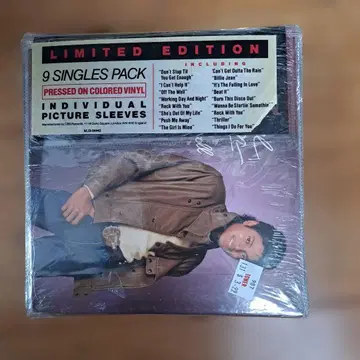 LIMITED EDITION
9 SINGLES PACK
PRESSED ON COLORED VINYL
INDIVIDUAL
PICTURE SLEEVES
INCLUDING
"Don't Stop Til
You Get Enough"
"I Can't Help It"
"Off The Wall"
"Working Day And Night"
"Rock With You"
"She's Out Of My Life"
"Push Me Away"
"The Girl Is Mine"
"Can't Get Outta The Rain"
"Billie Jean"
"It's The Falling In Love"
"Beat It"
"Burn This Disco Out"
"Wanna Be Startin' Somethin'"
"Rock With You"
"Thriller"
"Things I Do For You"